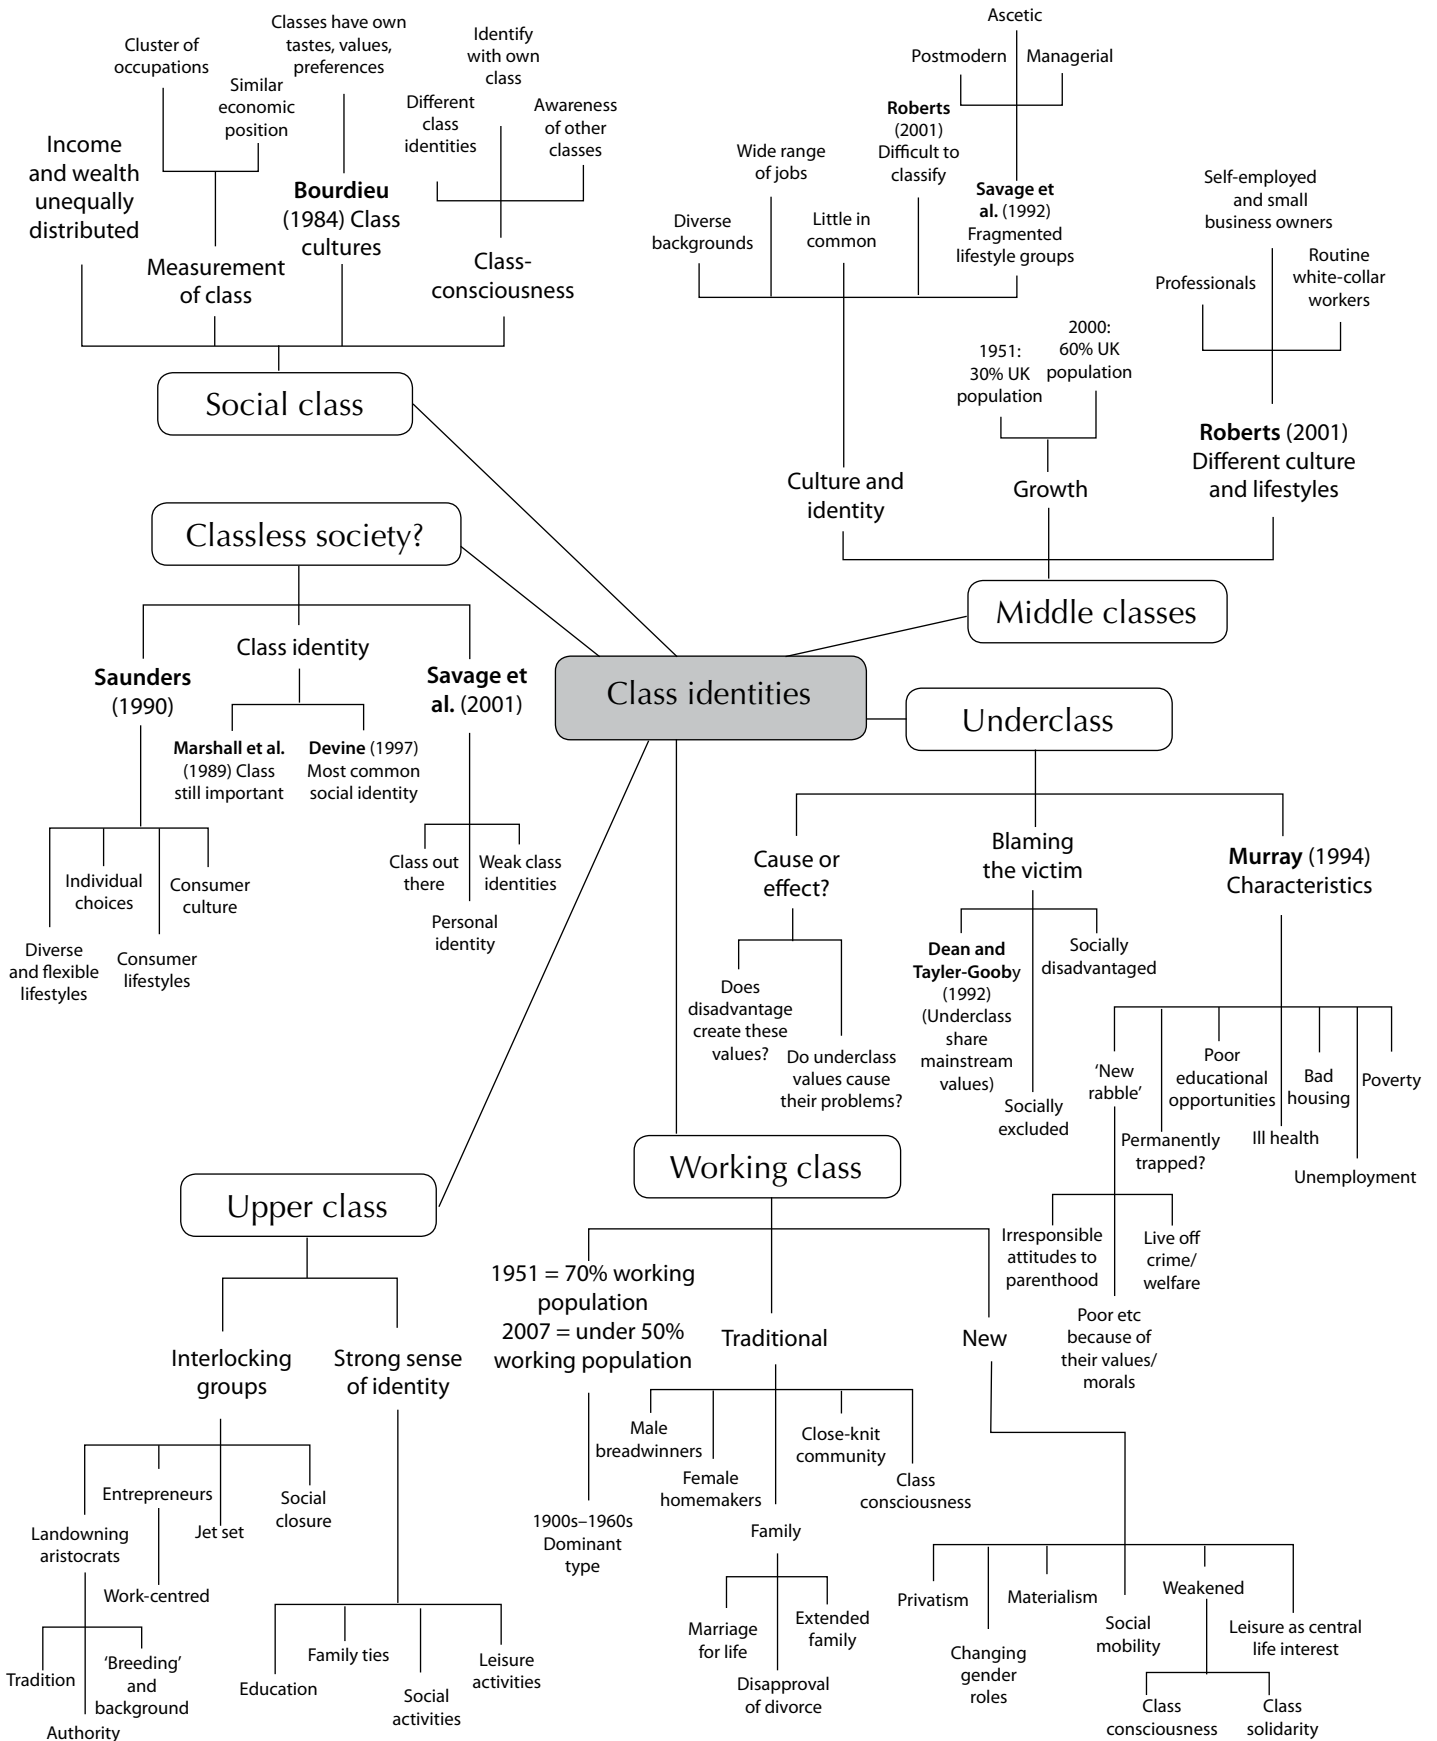 Cluster of
occupations
Similar
economic
position
Classes have own
tastes, values,
preferences
Identify
with own
class
Different
class
identities
Awareness
of other
classes
Income
and wealth
unequally
distributed
Measurement
of class
Bourdieu
(1984) Class
cultures
Class-
consciousness
Social class
Ascetic
Postmodern
Managerial
Roberts
(2001)
Difficult to
classify
Wide range
of jobs
Diverse
backgrounds
Little in
common
Savage et
al. (1992)
Fragmented
lifestyle groups
Self-employed
and small
business owners
Professionals
Routine
white-collar
workers
1951:
30% UK
population
2000:
60% UK
population
Culture and
identity
Growth
Roberts (2001)
Different culture
and lifestyles
Middle classes
Classless society?
Saunders
(1990)
Class identity
Savage et
al. (2001)
Marshall et al.
(1989) Class
still important
Devine (1997)
Most common
social identity
Diverse
and flexible
lifestyles
Individual
choices
Consumer
lifestyles
Consumer
culture
Class out
there
Weak class
identities
Personal
identity
Class identities
Underclass
Cause or
effect?
Blaming
the victim
Murray (1994)
Characteristics
Does
disadvantage
create these
values?
Do underclass
values cause
their problems?
Dean and
Tayler-Gooby
(1992)
(Underclass
share
mainstream
values)
Socially
disadvantaged
Socially
excluded
‘New
rabble’
Permanently
trapped?
Poor
educational
opportunities
Ill health
Bad
housing
Unemployment
Poverty
Irresponsible
attitudes to
parenthood
Live off
crime/
welfare
Poor etc
because of
their values/
morals
Upper class
Interlocking
groups
Strong sense
of identity
Landowning
aristocrats
Entrepreneurs
Jet set
Social
closure
Work-centred
Tradition
‘Breeding’
and
background
Authority
Education
Family ties
Social
activities
Leisure
activities
Working class
1951 = 70% working
population
2007 = under 50%
working population
Traditional
New
1900s–1960s
Dominant
type
Male
breadwinners
Female
homemakers
Family
Close-knit
community
Class
consciousness
Marriage
for life
Extended
family
Disapproval
of divorce
Privatism
Changing
gender
roles
Materialism
Social
mobility
Weakened
Leisure as central
life interest
Class
consciousness
Class
solidarity